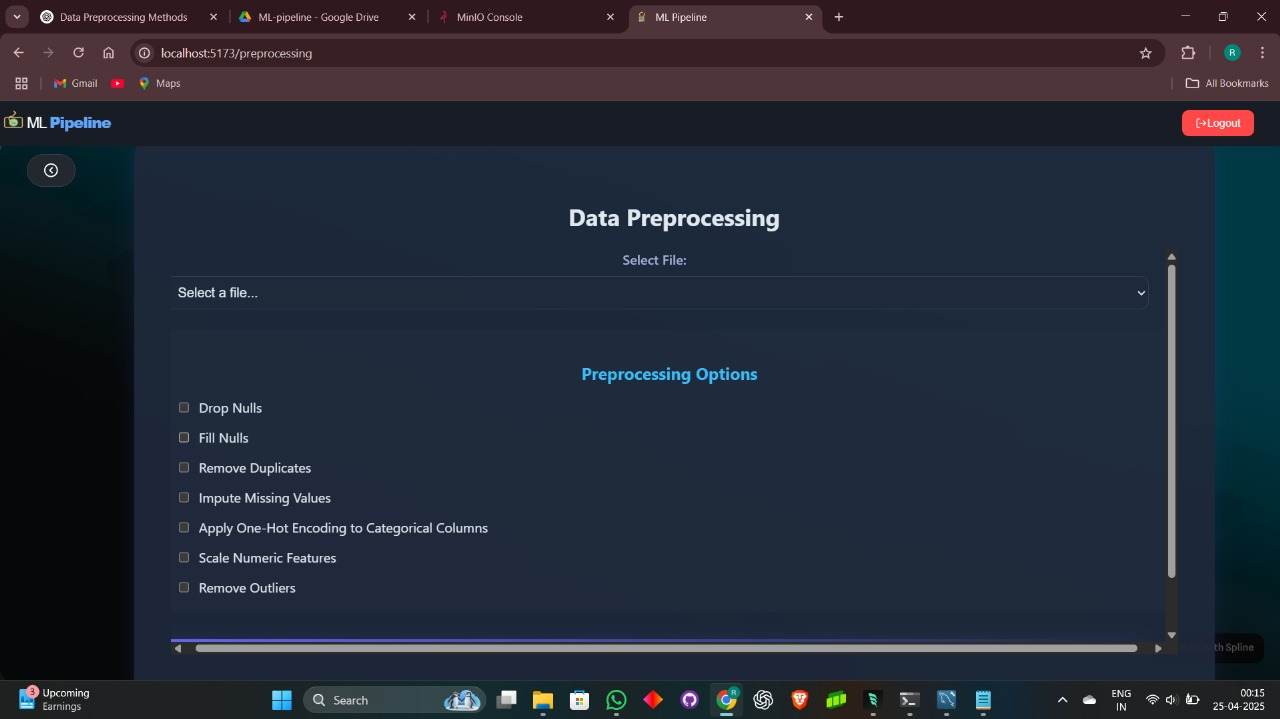 Data Preprocessing Methods
ML-pipeline - Google Drive
MinIO Console
ML Pipeline
localhost:5173/preprocessing
R
Gmail
Maps
All Bookmarks
ML Pipeline
Logout
Data Preprocessing
Select File:
Select a file...
Preprocessing Options
Drop Nulls
Fill Nulls
Remove Duplicates
Impute Missing Values
Apply One-Hot Encoding to Categorical Columns
Scale Numeric Features
Remove Outliers
th Spline
3
Upcoming
Earnings
Search
R
ENG
IN
00:15
25-04-2025